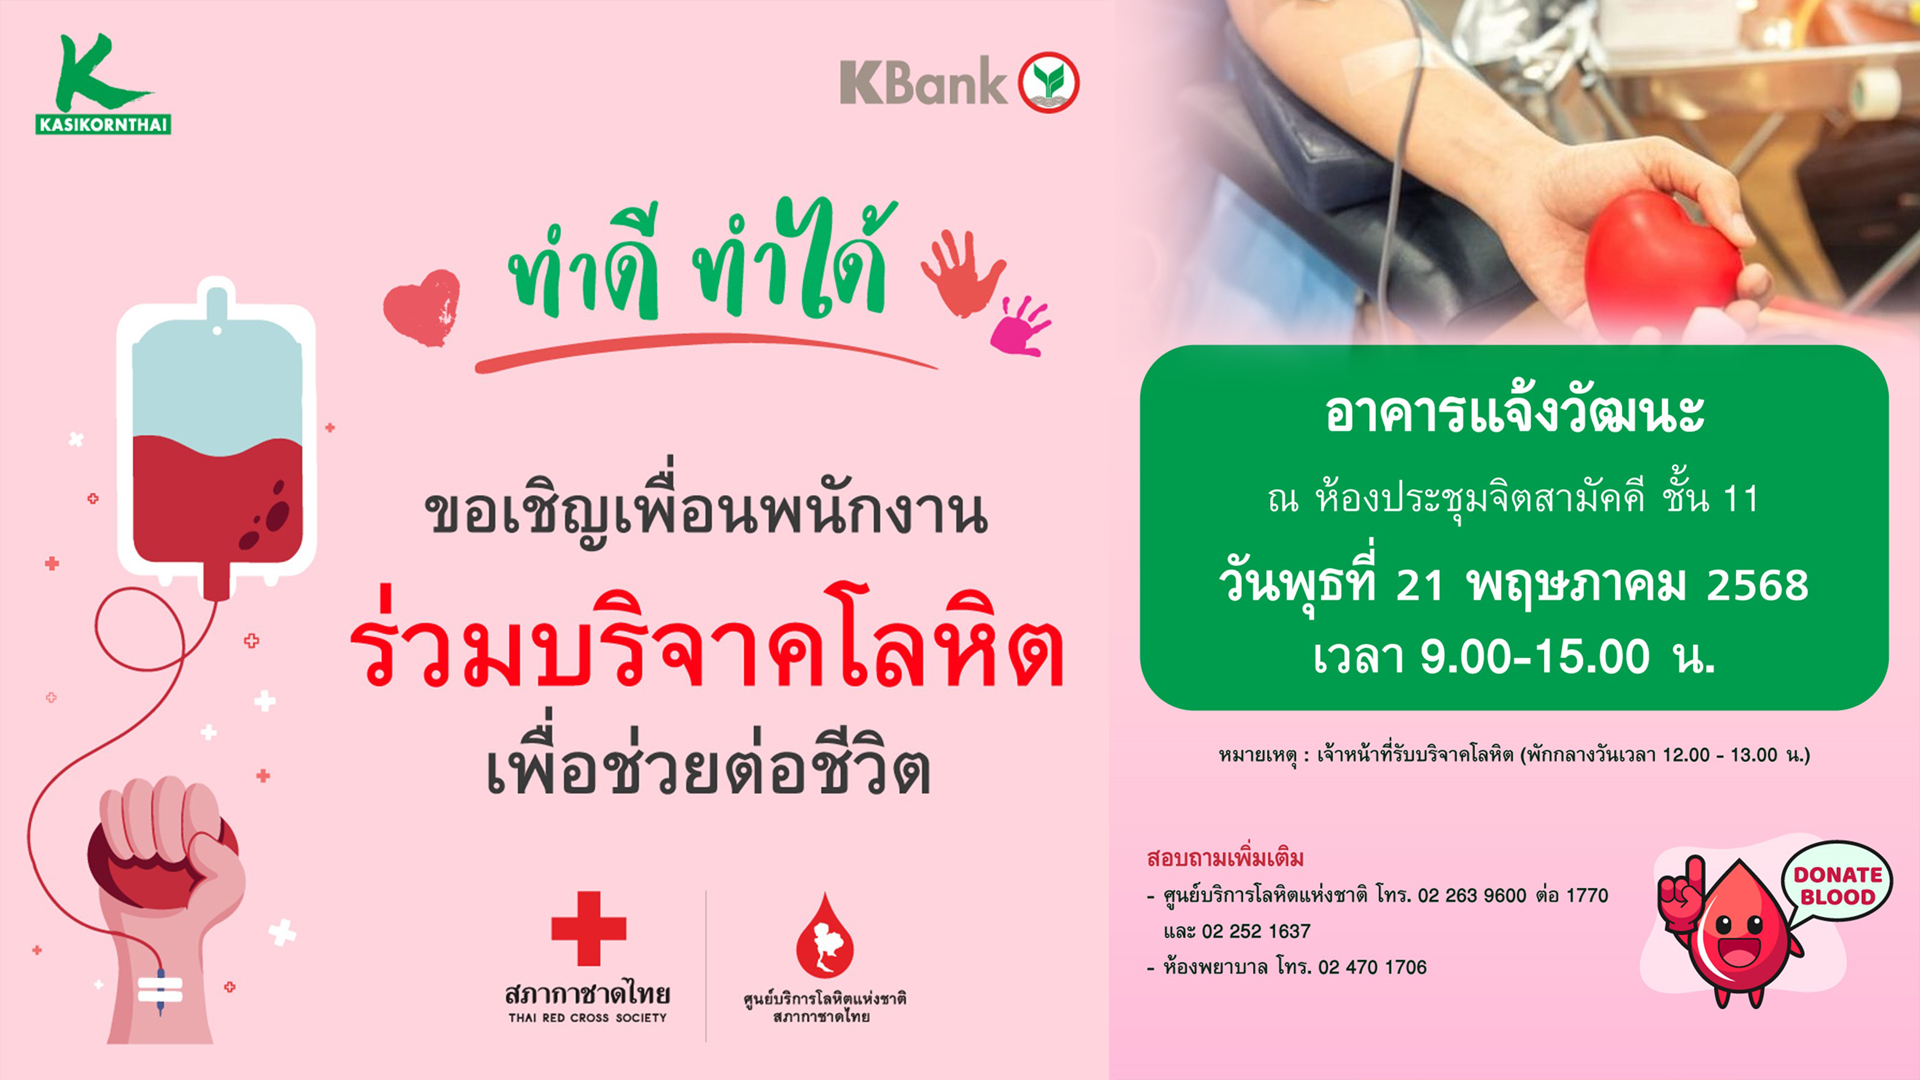 KASIKORNTHAI
KBank
ทำดี ทำได้
ขอเชิญเพื่อนพนักงาน
ร่วมบริจาคโลหิต
เพื่อช่วยต่อชีวิต
สภากาชาดไทย
THAI RED CROSS SOCIETY
ศูนย์บริการโลหิตแห่งชาติ
สภากาชาดไทย
อาคารแจ้งวัฒนะ
ณ ห้องประชุมจิตสามัคคี ชั้น 11
วันพุธที่ 21 พฤษภาคม 2568
เวลา 9.00-15.00 น.
หมายเหตุ : เจ้าหน้าที่รับบริจาคโลหิต (พักกลางวันเวลา 12.00 - 13.00 น.)
สอบถามเพิ่มเติม
- ศูนย์บริการโลหิตแห่งชาติ โทร. 02 263 9600 ต่อ 1770
และ 02 252 1637
- ห้องพยาบาล โทร. 02 470 1706
DONATE
BLOOD